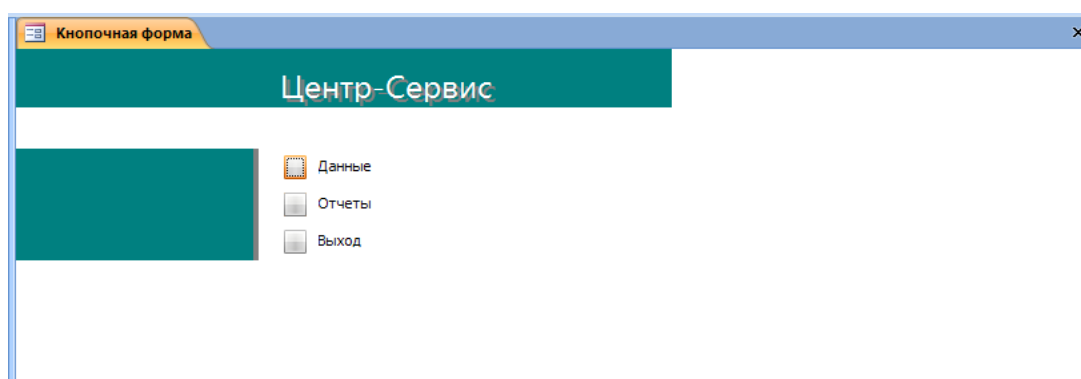 Кнопочная форма
Центр-Сервис
Данные
Отчеты
Выход